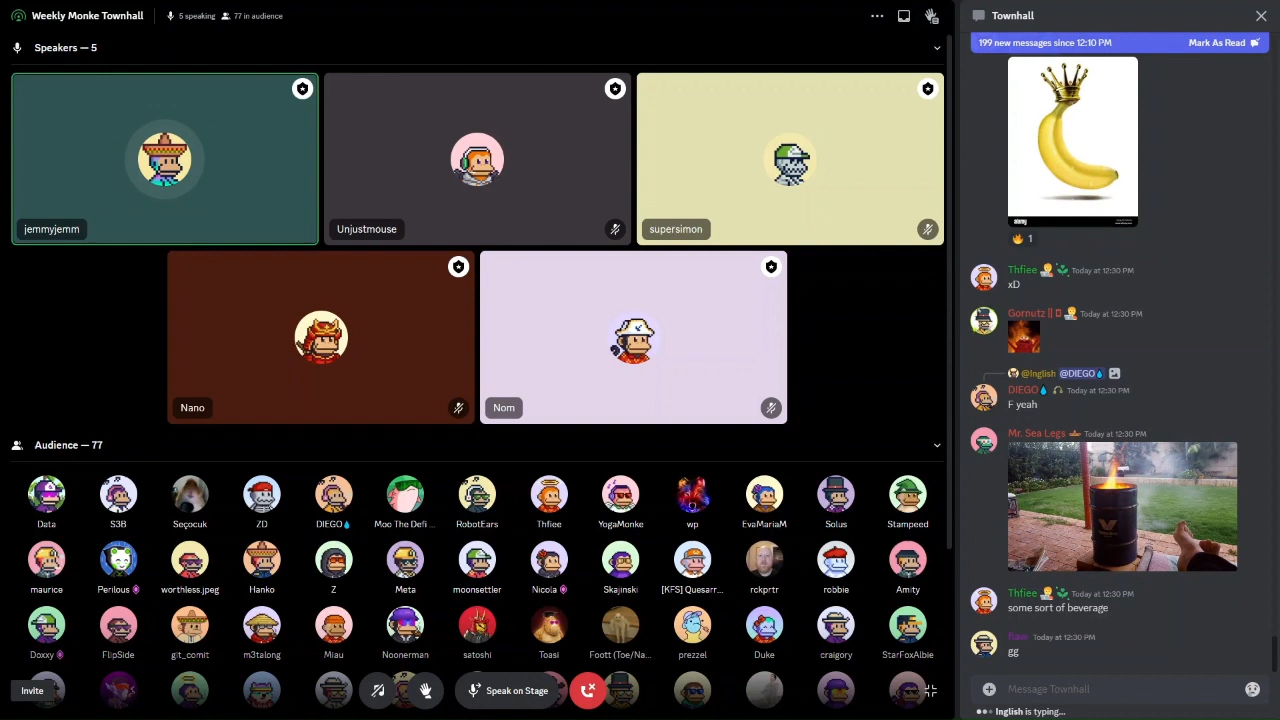 Weekly Monke Townhall
5 speaking 77 in audience
Speakers — 5
jemmyjemm
Unjustmouse
supersimon
Nano
Nom
Audience — 77
Data S3B Seçocuk ZD DIEGO💧 Moo The Defi ... RobotEars Thfiee YogaMonke wp EvaMariaM Solus Stampeed
maurice Perilous worthless.jpeg Hanko Z Meta moonsettler Nicola Skajinski [KFS] Quesarr... rckprtr robbie Amity
Doxxy FlipSide git_comit m3talong Miau Noonerman satoshi Toasi Foott (Toe/Na... prezzel Duke craigory StarFoxAlbie
Invite
Speak on Stage
Townhall
199 new messages since 12:10 PM Mark As Read
alamy
1
Thfiee Today at 12:30 PM
xD
Gornutz || Today at 12:30 PM
@Inglish @DIEGO💧
DIEGO💧 Today at 12:30 PM
F yeah
Mr. Sea Legs Today at 12:30 PM
Thfiee Today at 12:30 PM
some sort of beverage
Today at 12:30 PM
gg
Message Townhall
Inglish is typing...